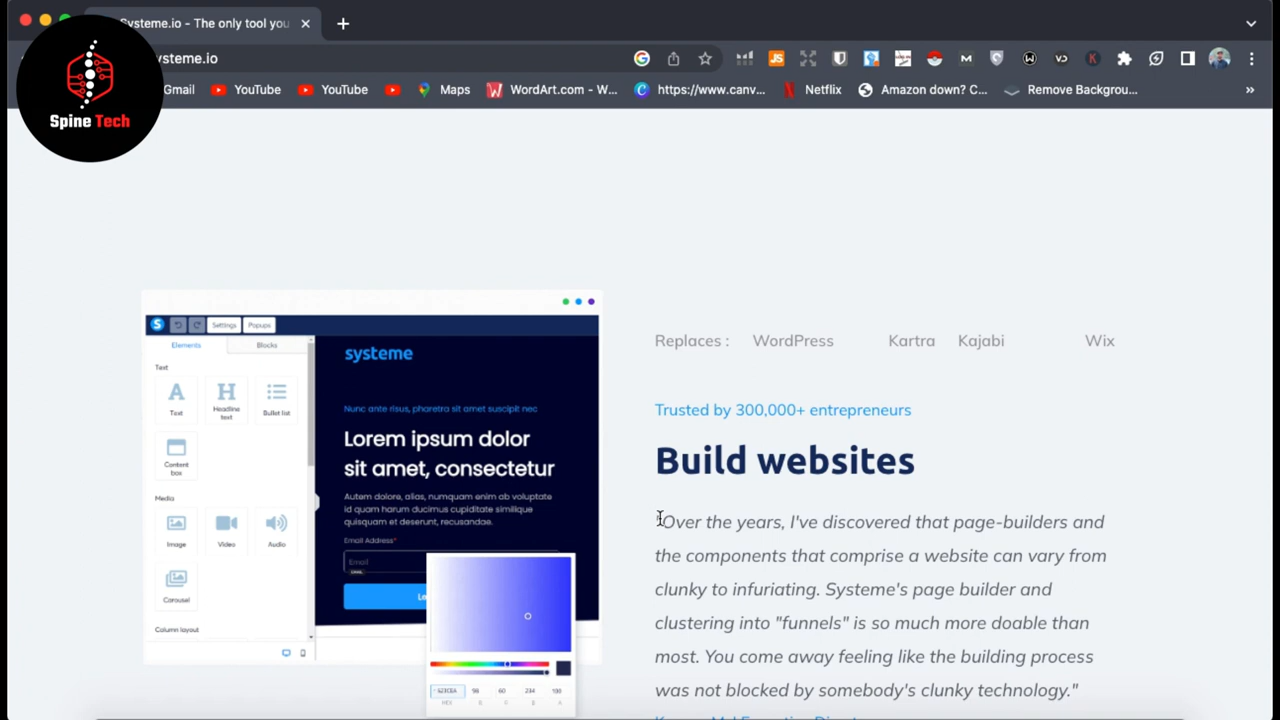 Systeme.io - The only tool you
ysteme.io
Gmail YouTube YouTube Maps WordArt.com - W... https://www.canv... Netflix Amazon down? C... Remove Backgrou...
Spine Tech
Settings Popups
Elements Blocks
Text
Text Headline text Bullet list
Content box
Media
Image Video Audio
Carousel
Column layout
systeme
Nunc ante risus, pharetra sit amet suscipit nec
Lorem ipsum dolor
sit amet, consectetur
Autem dolore, alias, numquam enim ab voluptate
id quam harum ducimus cupiditate similique
quisquam et deserunt, recusandae.
Email Address*
Email
HEX R G B A
Replaces : WordPress Kartra Kajabi Wix
Trusted by 300,000+ entrepreneurs
Build websites
"Over the years, I've discovered that page-builders and
the components that comprise a website can vary from
clunky to infuriating. Systeme's page builder and
clustering into "funnels" is so much more doable than
most. You come away feeling like the building process
was not blocked by somebody's clunky technology."